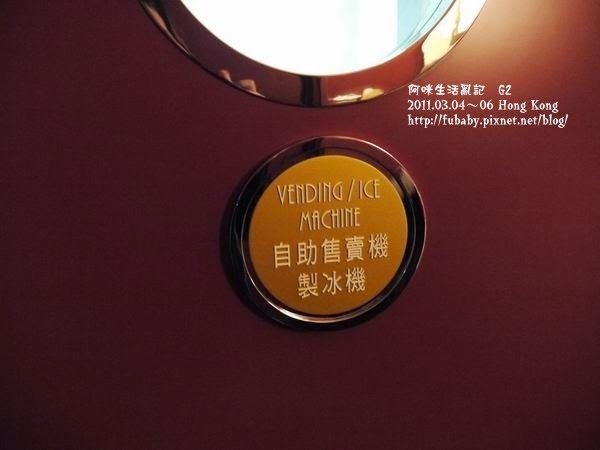 阿咪生活亂記 G2
2011.03.04～06 Hong Kong
http://fubaby.pixnet.net/blog/
VENDING / ICE
MACHINE
自助售賣機
製冰機